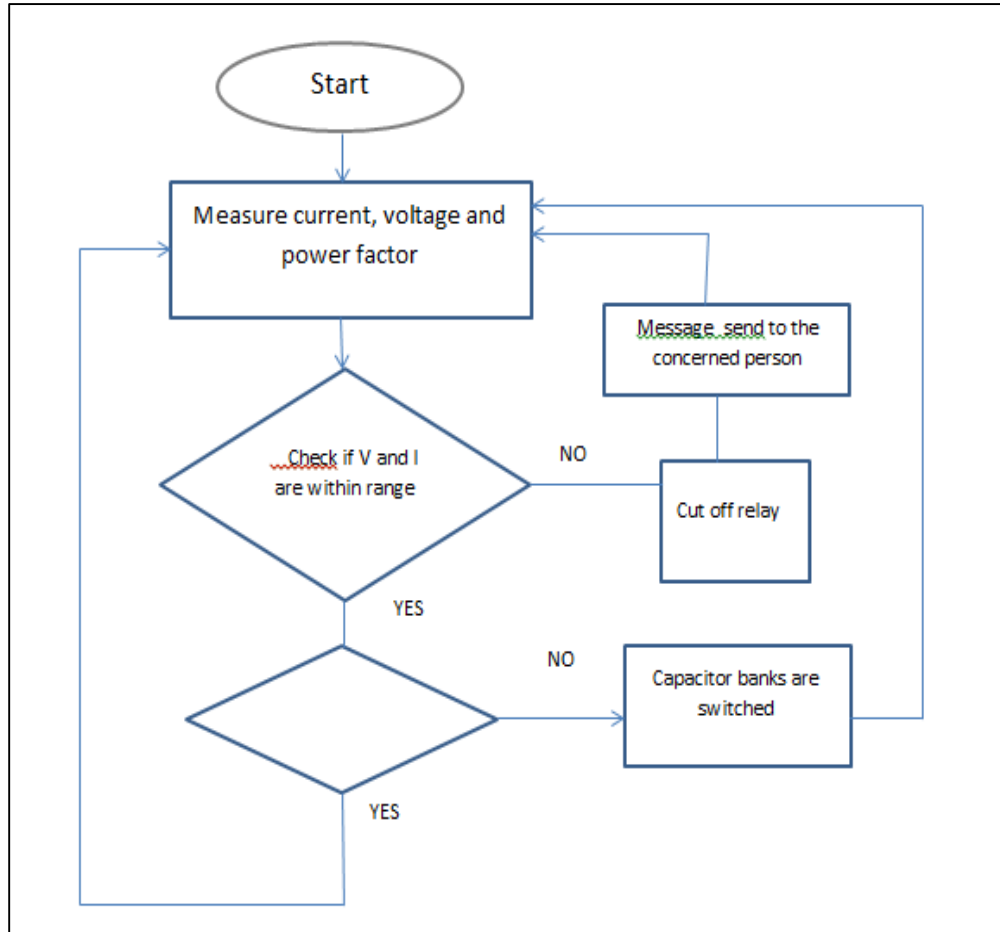 Start
Measure current, voltage and
power factor
Message send to the
concerned person
Check if V and I
are within range
NO
Cut off relay
YES
NO
Capacitor banks are
switched
YES